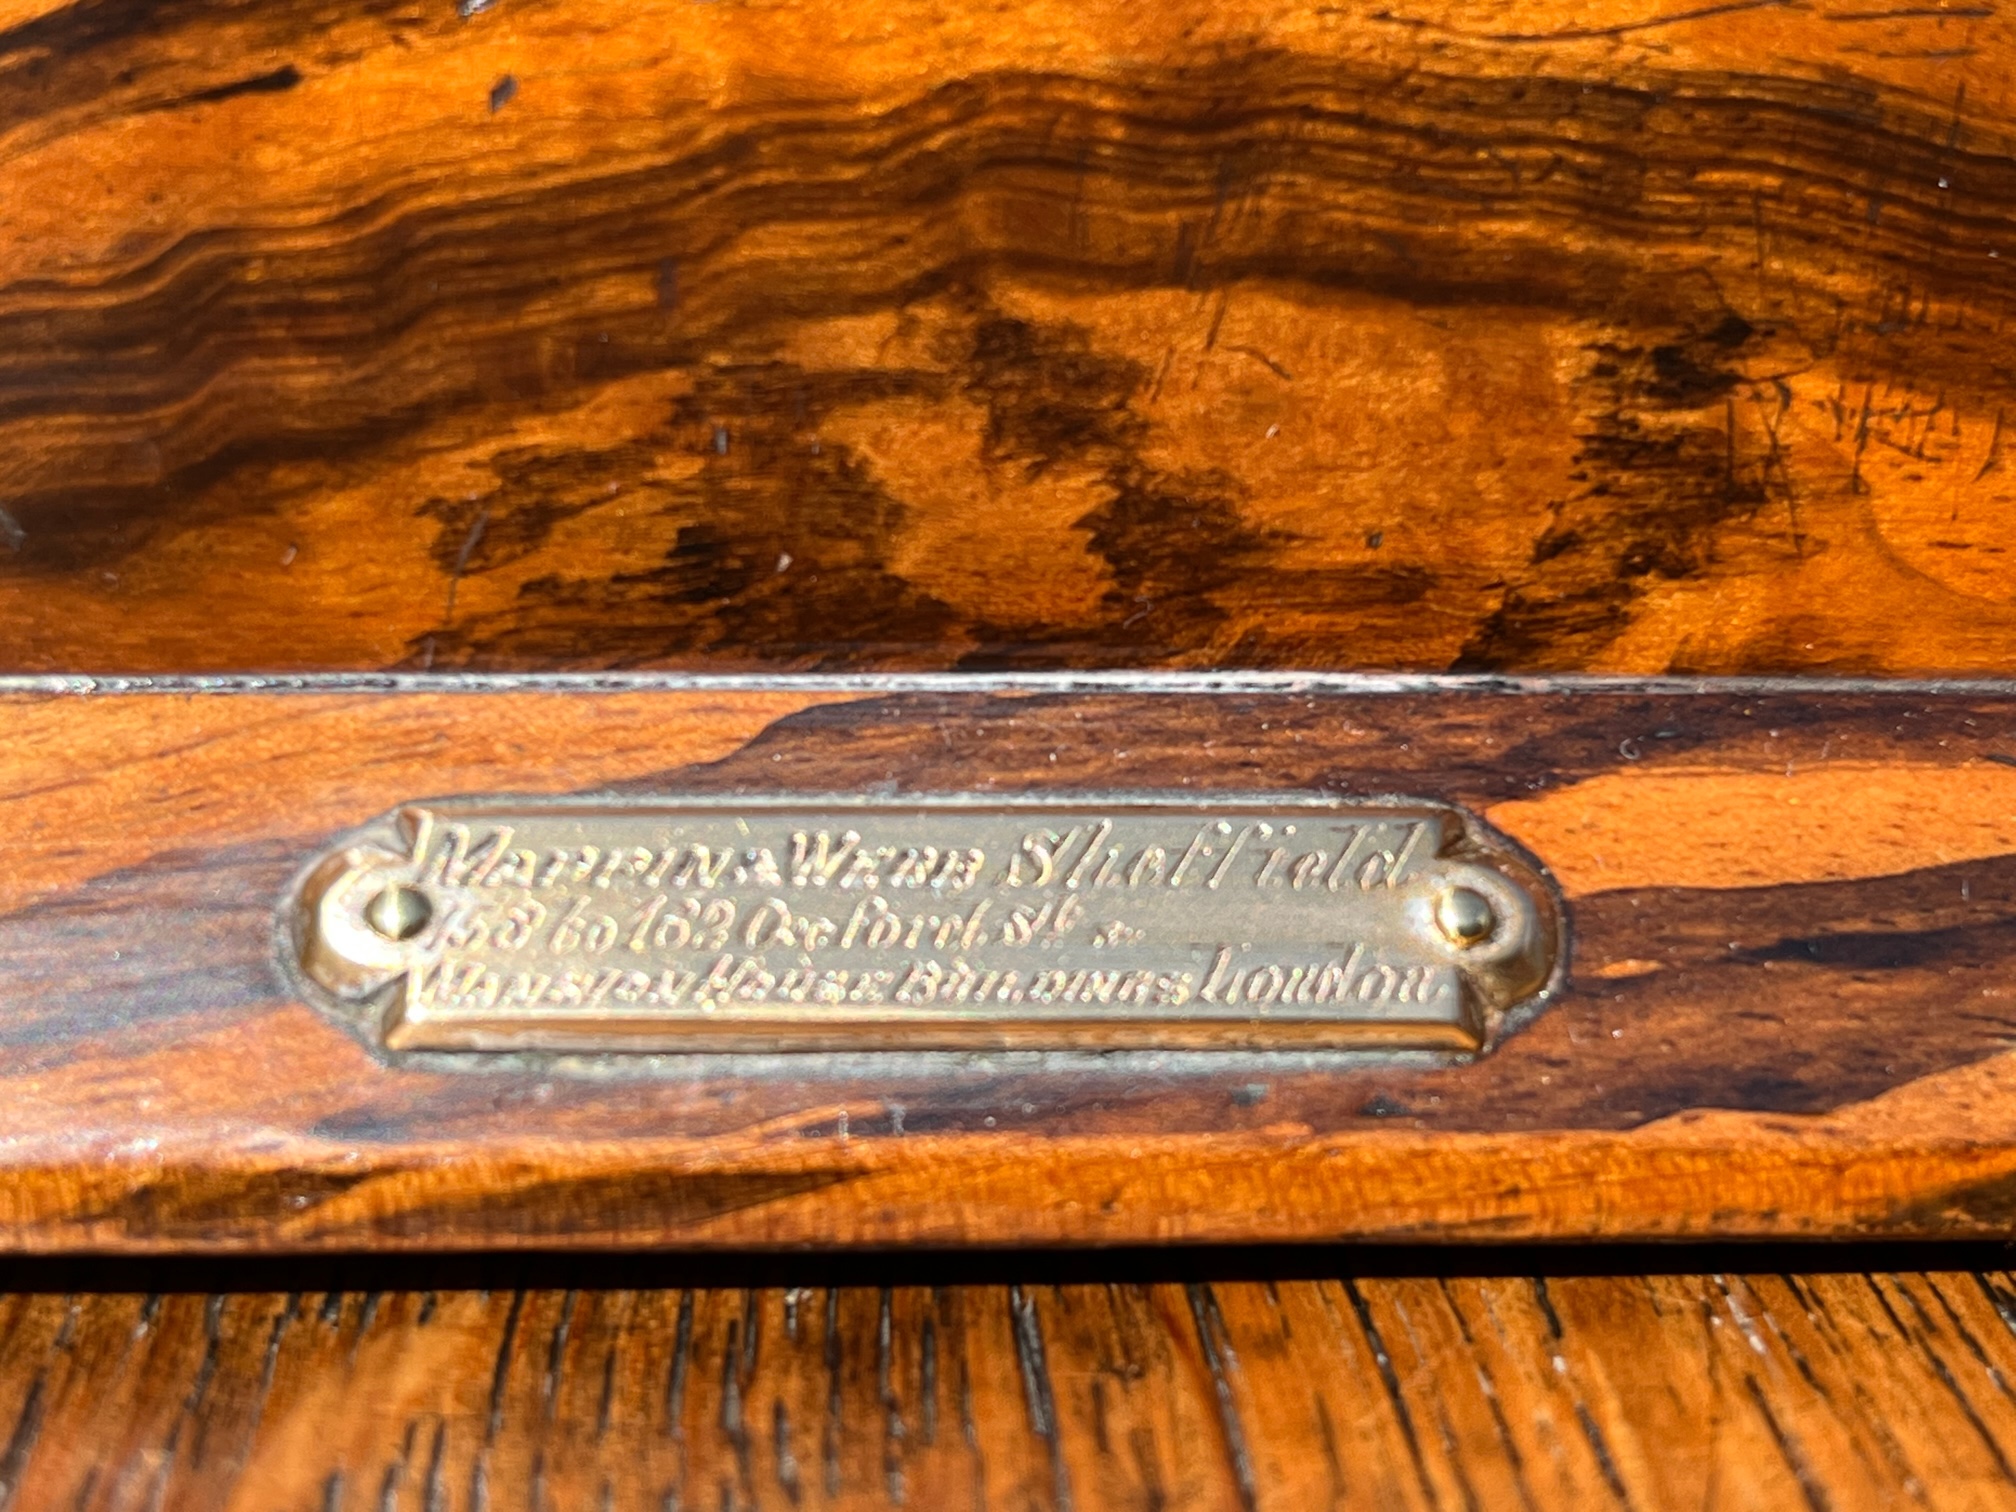 MAPPIN & WEBB Sheffield.
158 to 162 Oxford St. &
MANSION HOUSE BUILDINGS London.